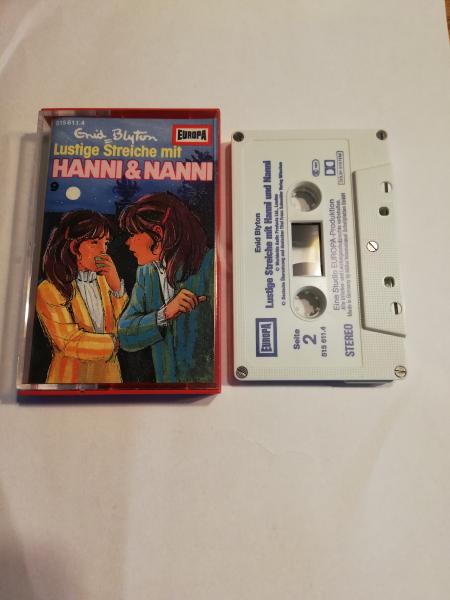 515 611.4
Enid Blyton
EUROPA
Lustige Streiche mit
HANNI & NANNI
9
Enid Blyton
Lustige Streiche mit Hanni und Nanni
EUROPA
Seite
2
515 611.4
Eine Studio EUROPA-Produktion
STEREO